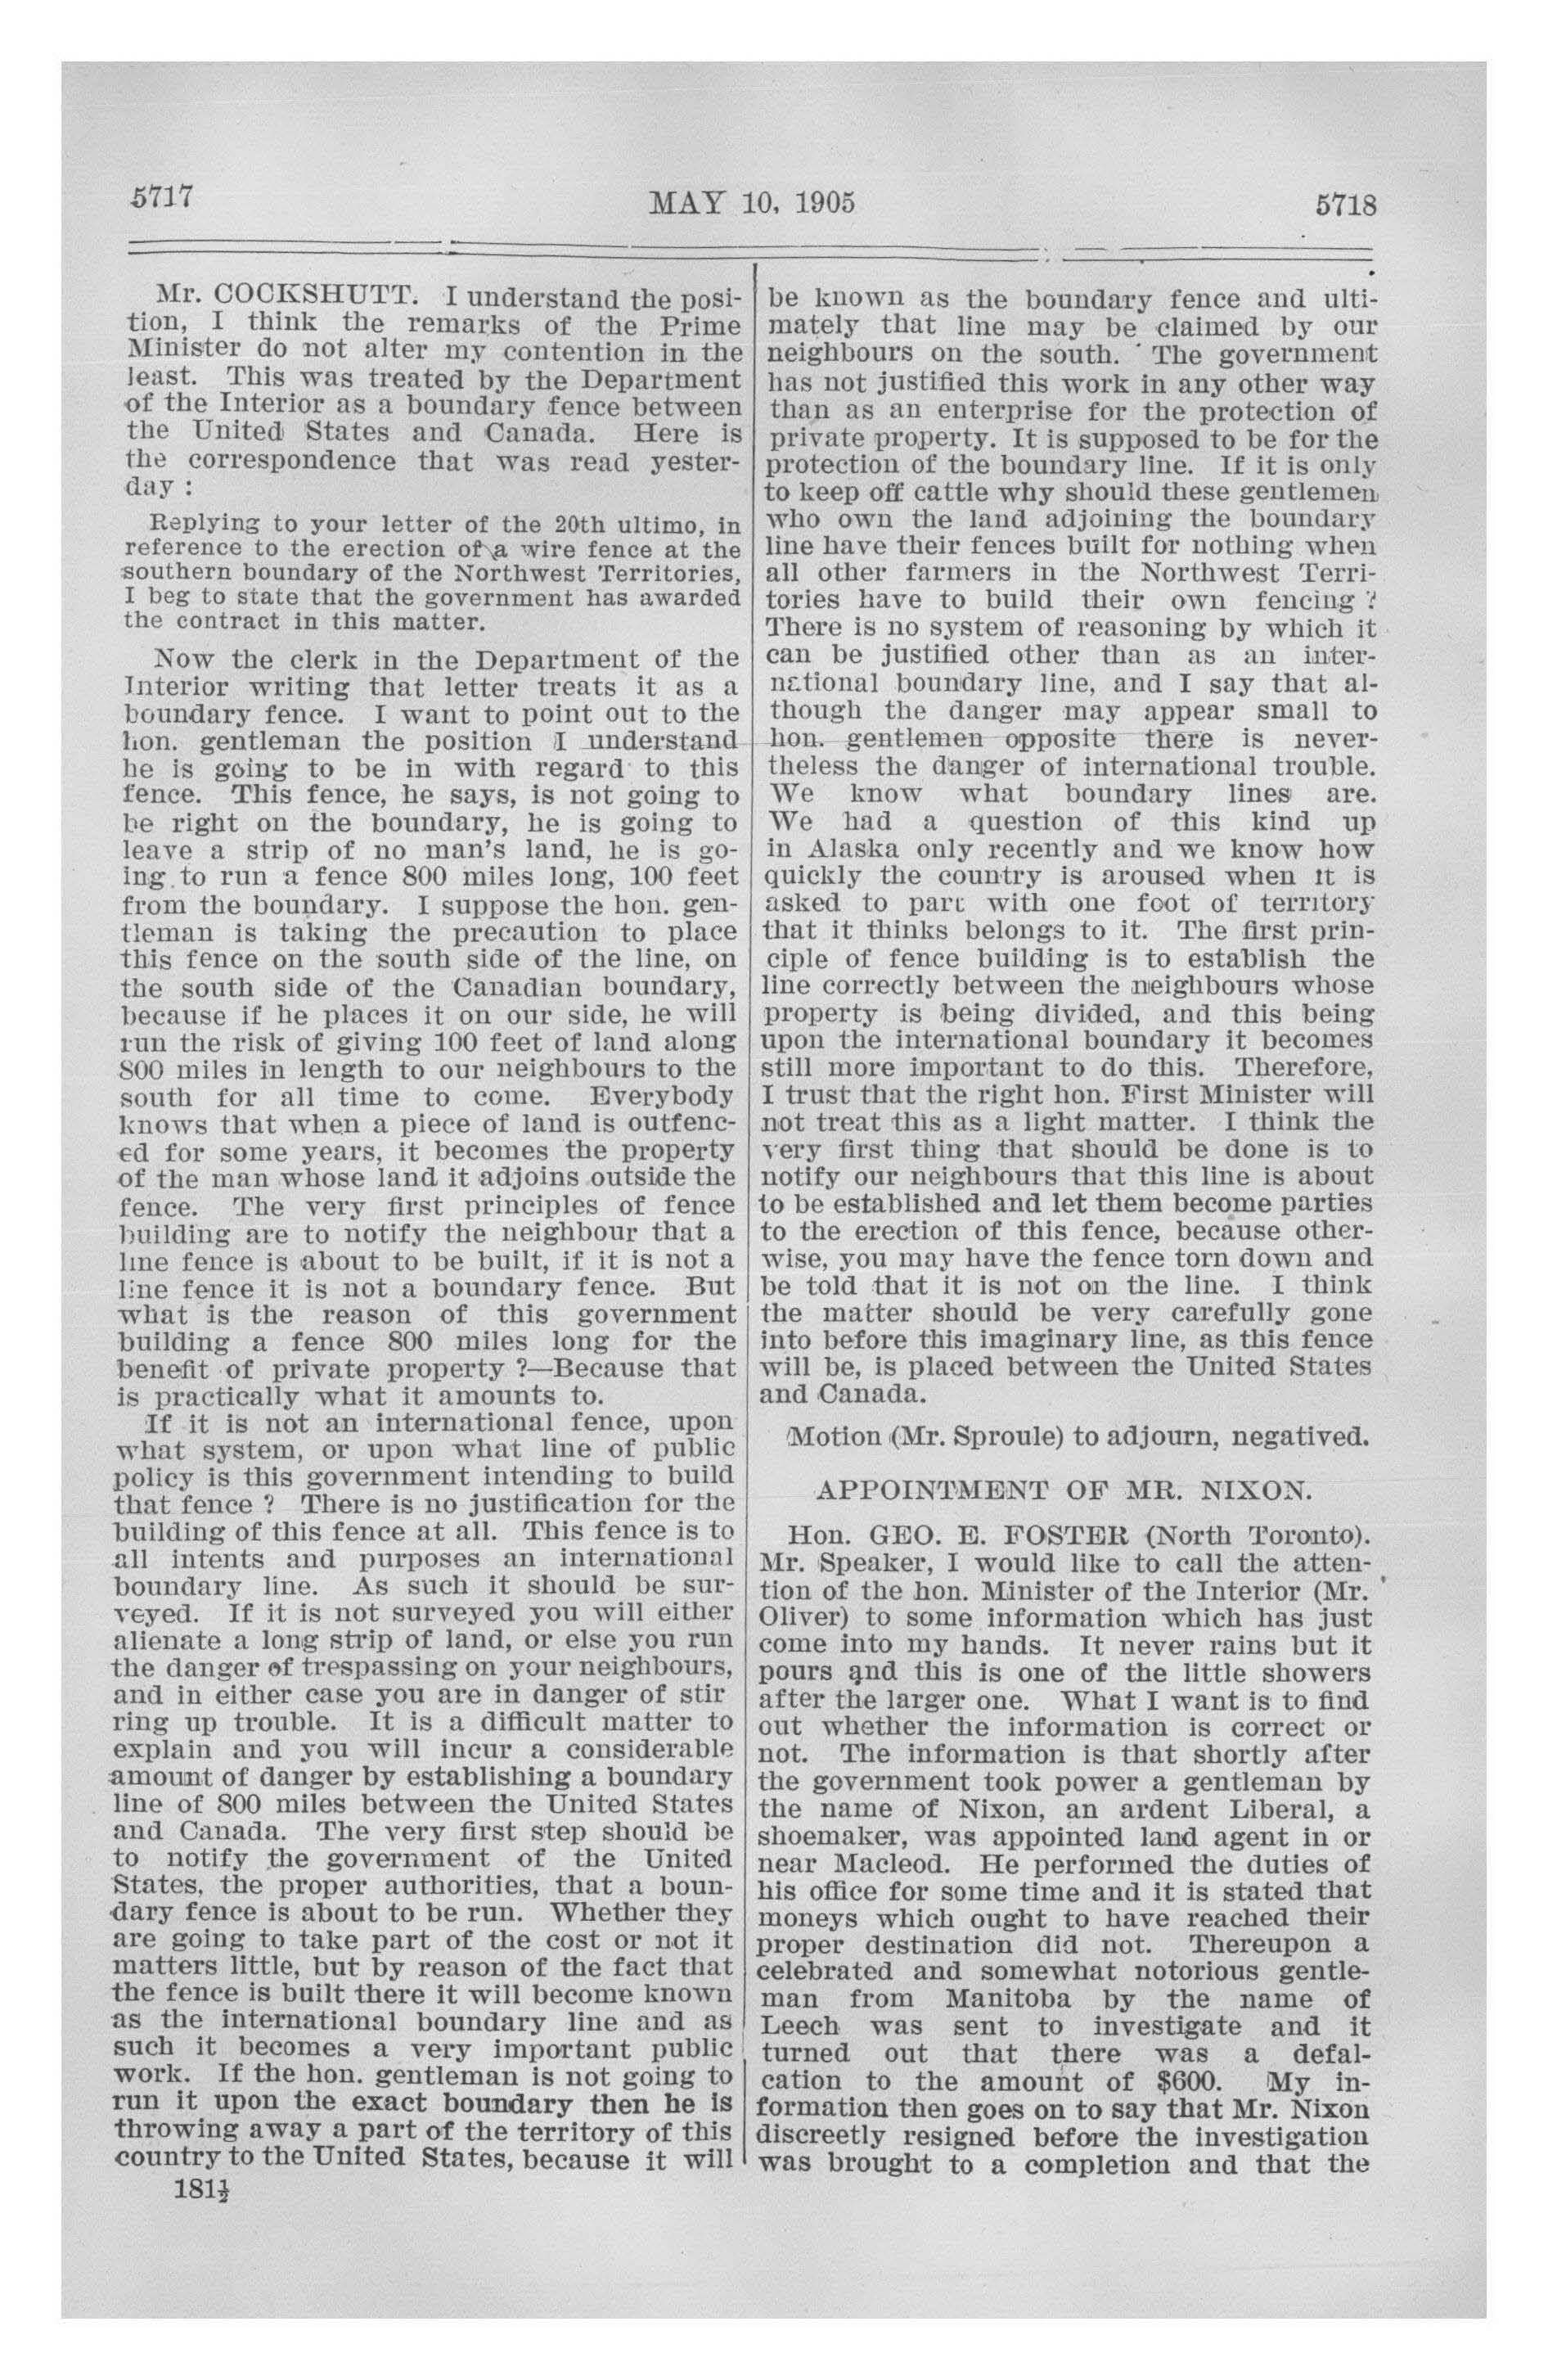 5717
MAY 10, 1905
5718
Mr. COCKSHUTT. I understand the posi-
tion, I think the remarks of the Prime
Minister do not alter my contention in the
least. This was treated by the Department
of the Interior as a boundary fence between
the United States and Canada. Here is
the correspondence that was read yester-
day :
Replying to your letter of the 20th ultimo, in
reference to the erection of a wire fence at the
southern boundary of the Northwest Territories,
I beg to state that the government has awarded
the contract in this matter.
Now the clerk in the Department of the
Interior writing that letter treats it as a
boundary fence. I want to point out to the
hon. gentleman the position I understand
he is going to be in with regard to this
fence. This fence, he says, is not going to
be right on the boundary, he is going to
leave a strip of no man's land, he is go-
ing to run a fence 800 miles long, 100 feet
from the boundary. I suppose the hon. gen-
tleman is taking the precaution to place
this fence on the south side of the line, on
the south side of the Canadian boundary,
because if he places it on our side, he will
run the risk of giving 100 feet of land along
800 miles in length to our neighbours to the
south for all time to come. Everybody
knows that when a piece of land is outfenc-
ed for some years, it becomes the property
of the man whose land it adjoins outside the
fence. The very first principles of fence
building are to notify the neighbour that a
line fence is about to be built, if it is not a
line fence it is not a boundary fence. But
what is the reason of this government
building a fence 800 miles long for the
benefit of private property ?—Because that
is practically what it amounts to.
If it is not an international fence, upon
what system, or upon what line of public
policy is this government intending to build
that fence ? There is no justification for the
building of this fence at all. This fence is to
all intents and purposes an international
boundary line. As such it should be sur-
veyed. If it is not surveyed you will either
alienate a long strip of land, or else you run
the danger of trespassing on your neighbours,
and in either case you are in danger of stir
ring up trouble. It is a difficult matter to
explain and you will incur a considerable
amount of danger by establishing a boundary
line of 800 miles between the United States
and Canada. The very first step should be
to notify the government of the United
States, the proper authorities, that a boun-
dary fence is about to be run. Whether they
are going to take part of the cost or not it
matters little, but by reason of the fact that
the fence is built there it will become known
as the international boundary line and as
such it becomes a very important public
work. If the hon. gentleman is not going to
run it upon the exact boundary then he is
throwing away a part of the territory of this
country to the United States, because it will
181½
be known as the boundary fence and ulti-
mately that line may be claimed by our
neighbours on the south. The government
has not justified this work in any other way
than as an enterprise for the protection of
private property. It is supposed to be for the
protection of the boundary line. If it is only
to keep off cattle why should these gentlemen
who own the land adjoining the boundary
line have their fences built for nothing when
all other farmers in the Northwest Terri-
tories have to build their own fencing ?
There is no system of reasoning by which it
can be justified other than as an inter-
national boundary line, and I say that al-
though the danger may appear small to
hon. gentlemen opposite there is never-
theless the danger of international trouble.
We know what boundary lines are.
We had a question of this kind up
in Alaska only recently and we know how
quickly the country is aroused when it is
asked to part with one foot of territory
that it thinks belongs to it. The first prin-
ciple of fence building is to establish the
line correctly between the neighbours whose
property is being divided, and this being
upon the international boundary it becomes
still more important to do this. Therefore,
I trust that the right hon. First Minister will
not treat this as a light matter. I think the
very first thing that should be done is to
notify our neighbours that this line is about
to be established and let them become parties
to the erection of this fence, because other-
wise, you may have the fence torn down and
be told that it is not on the line. I think
the matter should be very carefully gone
into before this imaginary line, as this fence
will be, is placed between the United States
and Canada.
Motion (Mr. Sproule) to adjourn, negatived.
APPOINTMENT OF MR. NIXON.
Hon. GEO. E. FOSTER (North Toronto).
Mr. Speaker, I would like to call the atten-
tion of the hon. Minister of the Interior (Mr.
Oliver) to some information which has just
come into my hands. It never rains but it
pours and this is one of the little showers
after the larger one. What I want is to find
out whether the information is correct or
not. The information is that shortly after
the government took power a gentleman by
the name of Nixon, an ardent Liberal, a
shoemaker, was appointed land agent in or
near Macleod. He performed the duties of
his office for some time and it is stated that
moneys which ought to have reached their
proper destination did not. Thereupon a
celebrated and somewhat notorious gentle-
man from Manitoba by the name of
Leech was sent to investigate and it
turned out that there was a defal-
cation to the amount of $600. My in-
formation then goes on to say that Mr. Nixon
discreetly resigned before the investigation
was brought to a completion and that the